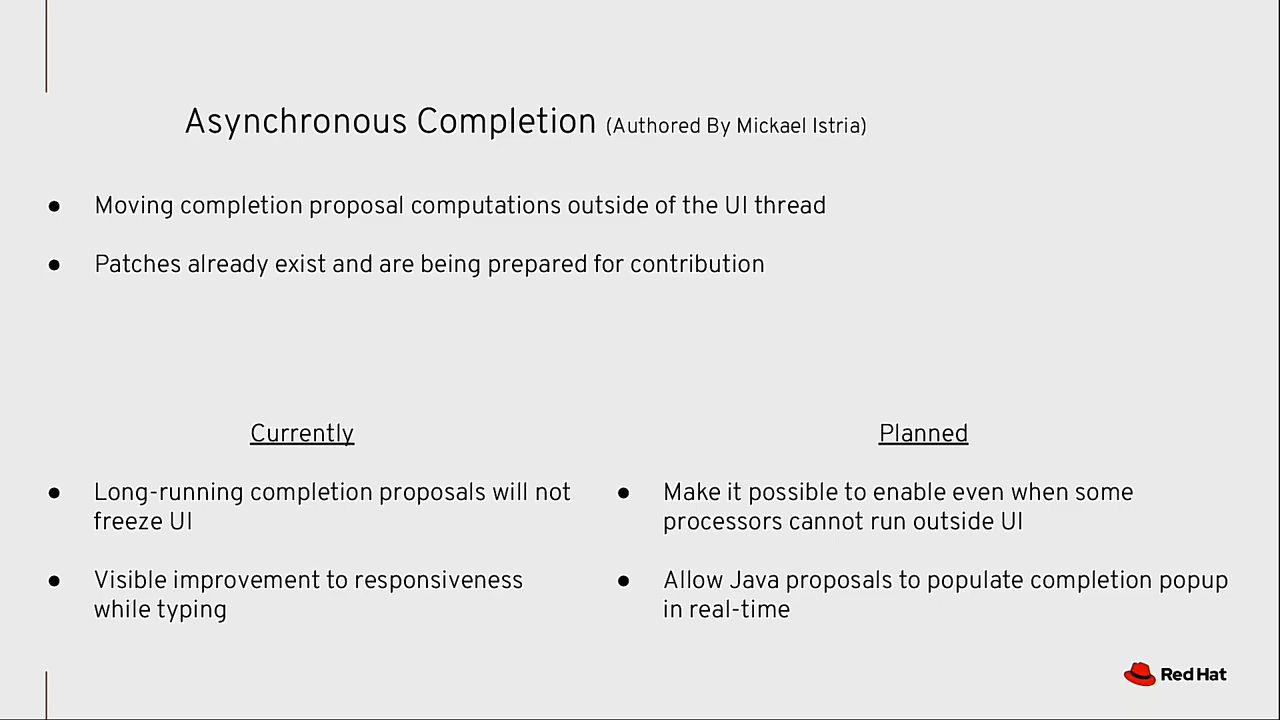 Asynchronous Completion (Authored By Mickael Istria)
● Moving completion proposal computations outside of the UI thread
● Patches already exist and are being prepared for contribution
Currently
● Long-running completion proposals will not
freeze UI
● Visible improvement to responsiveness
while typing
Planned
● Make it possible to enable even when some
processors cannot run outside UI
● Allow Java proposals to populate completion popup
in real-time
Red Hat